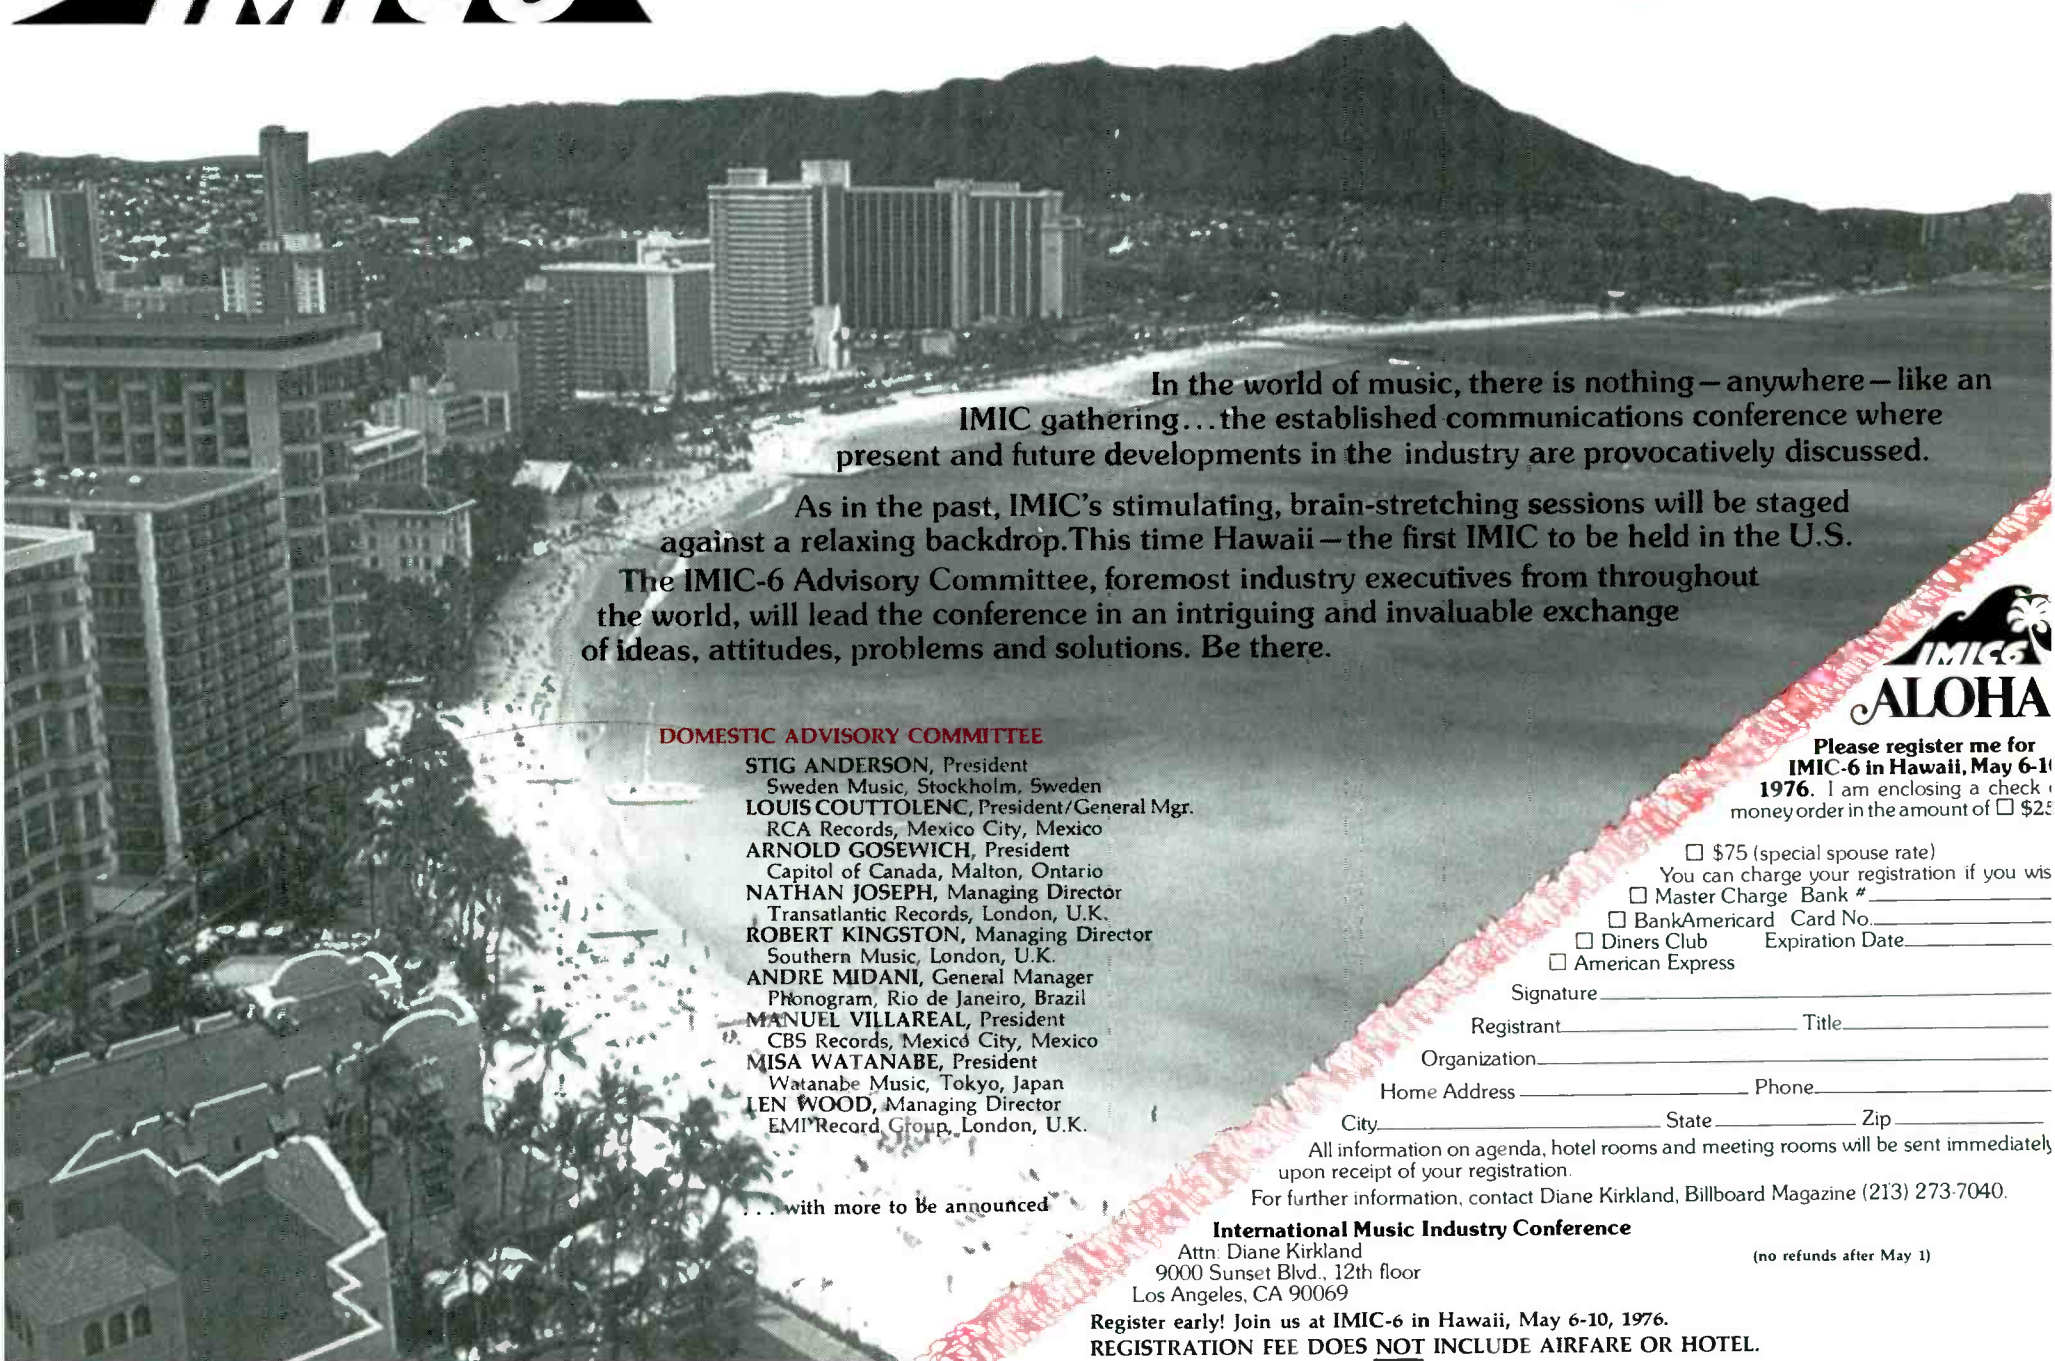 In the world of music, there is nothing—anywhere—like an
IMIC gathering...the established communications conference where
present and future developments in the industry are provocatively discussed.
As in the past, IMIC's stimulating, brain-stretching sessions will be staged
against a relaxing backdrop.This time Hawaii—the first IMIC to be held in the U.S.
The IMIC-6 Advisory Committee, foremost industry executives from throughout
the world, will lead the conference in an intriguing and invaluable exchange
of ideas, attitudes, problems and solutions. Be there.
DOMESTIC ADVISORY COMMITTEE
STIG ANDERSON, President
Sweden Music, Stockholm, Sweden
LOUIS COUTTOLENC, President/General Mgr.
RCA Records, Mexico City, Mexico
ARNOLD GOSEWICH, President
Capitol of Canada, Malton, Ontario
NATHAN JOSEPH, Managing Director
Transatlantic Records, London, U.K.
ROBERT KINGSTON, Managing Director
Southern Music, London, U.K.
ANDRE MIDANI, General Manager
Phonogram, Rio de Janeiro, Brazil
MANUEL VILLAREAL, President
CBS Records, Mexico City, Mexico
MISA WATANABE, President
Watanabe Music, Tokyo, Japan
LEN WOOD, Managing Director
EMI Record Group, London, U.K.
...with more to be announced
IMIC6
ALOHA
Please register me for
IMIC-6 in Hawaii, May 6-1
1976. I am enclosing a check
money order in the amount of ☐ $25
☐ $75 (special spouse rate)
You can charge your registration if you wis
☐ Master Charge Bank #
☐ BankAmericard Card No.
☐ Diners Club Expiration Date
☐ American Express
Signature
Registrant Title
Organization
Home Address Phone
City State Zip
All information on agenda, hotel rooms and meeting rooms will be sent immediately
upon receipt of your registration.
For further information, contact Diane Kirkland, Billboard Magazine (213) 273-7040.
International Music Industry Conference
Attn: Diane Kirkland
9000 Sunset Blvd., 12th floor
Los Angeles, CA 90069
(no refunds after May 1)
Register early! Join us at IMIC-6 in Hawaii, May 6-10, 1976.
REGISTRATION FEE DOES NOT INCLUDE AIRFARE OR HOTEL.